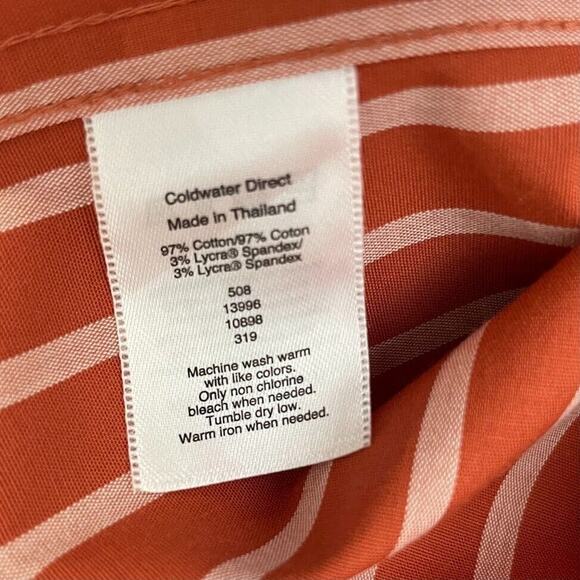 Coldwater Direct
Made in Thailand
97% Cotton/97% Coton
3% Lycra® Spandex/
3% Lycra® Spandex
508
13996
10898
319
Machine wash warm
with like colors.
Only non chlorine
bleach when needed.
Tumble dry low.
Warm iron when needed.